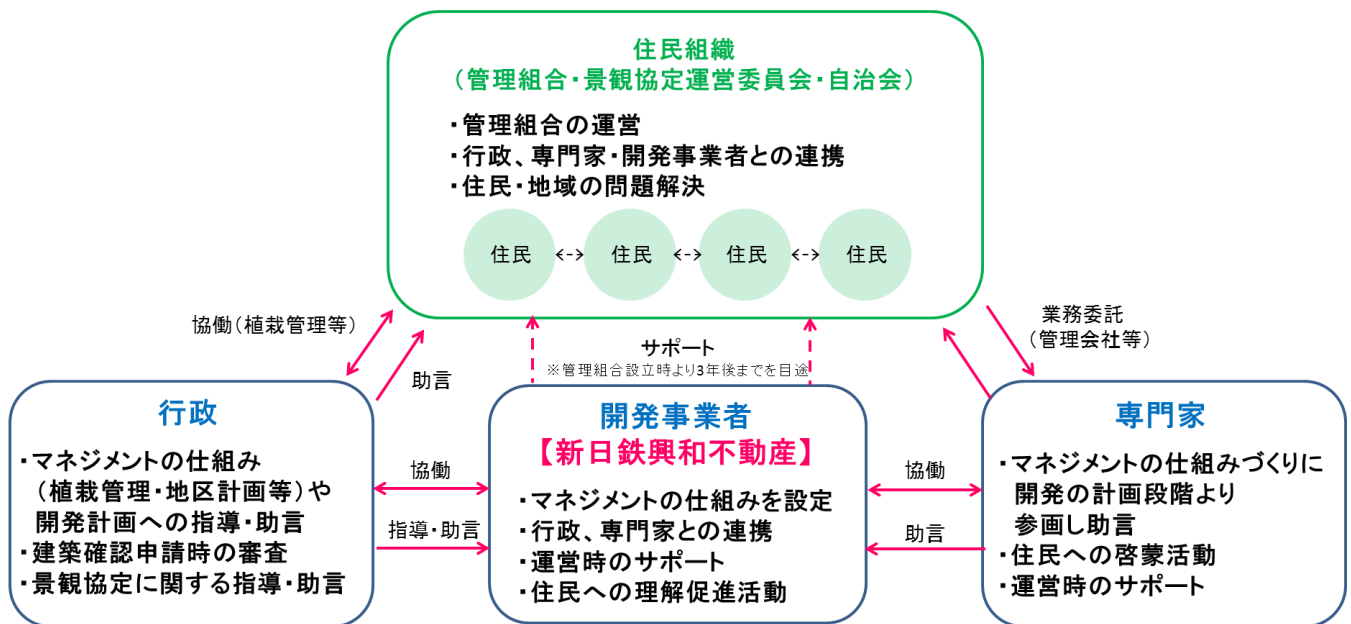 住民組織
（管理組合・景観協定運営委員会・自治会）
・管理組合の運営
・行政、専門家・開発事業者との連携
・住民・地域の問題解決
住民
住民
住民
住民
協働（植栽管理等）
助言
サポート
※管理組合設立時より3年後までを目途
業務委託
（管理会社等）
行政
・マネジメントの仕組み
（植栽管理・地区計画等）や
開発計画への指導・助言
・建築確認申請時の審査
・景観協定に関する指導・助言
協働
指導・助言
開発事業者
【新日鉄興和不動産】
・マネジメントの仕組みを設定
・行政、専門家との連携
・運営時のサポート
・住民への理解促進活動
協働
助言
専門家
・マネジメントの仕組みづくりに
開発の計画段階より
参画し助言
・住民への啓蒙活動
・運営時のサポート